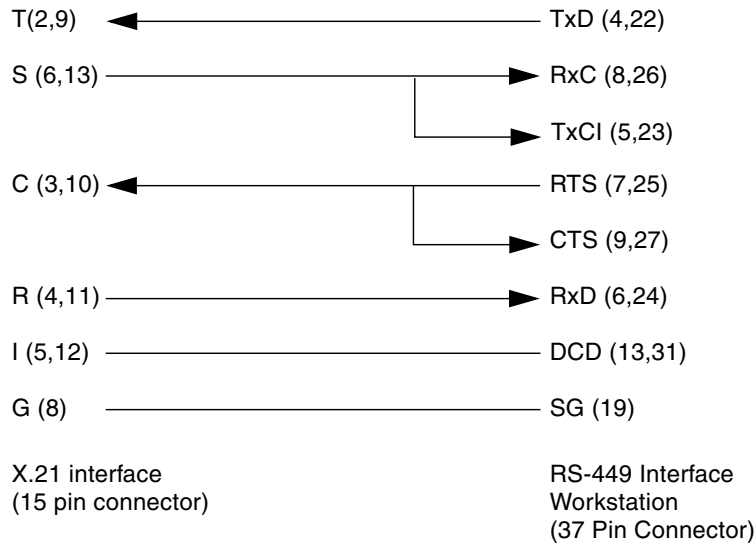 T(2,9) TxD (4,22)
S (6,13) RxC (8,26)
TxCI (5,23)
C (3,10) RTS (7,25)
CTS (9,27)
R (4,11) RxD (6,24)
I (5,12) DCD (13,31)
G (8) SG (19)
X.21 interface
(15 pin connector)
RS-449 Interface
Workstation
(37 Pin Connector)